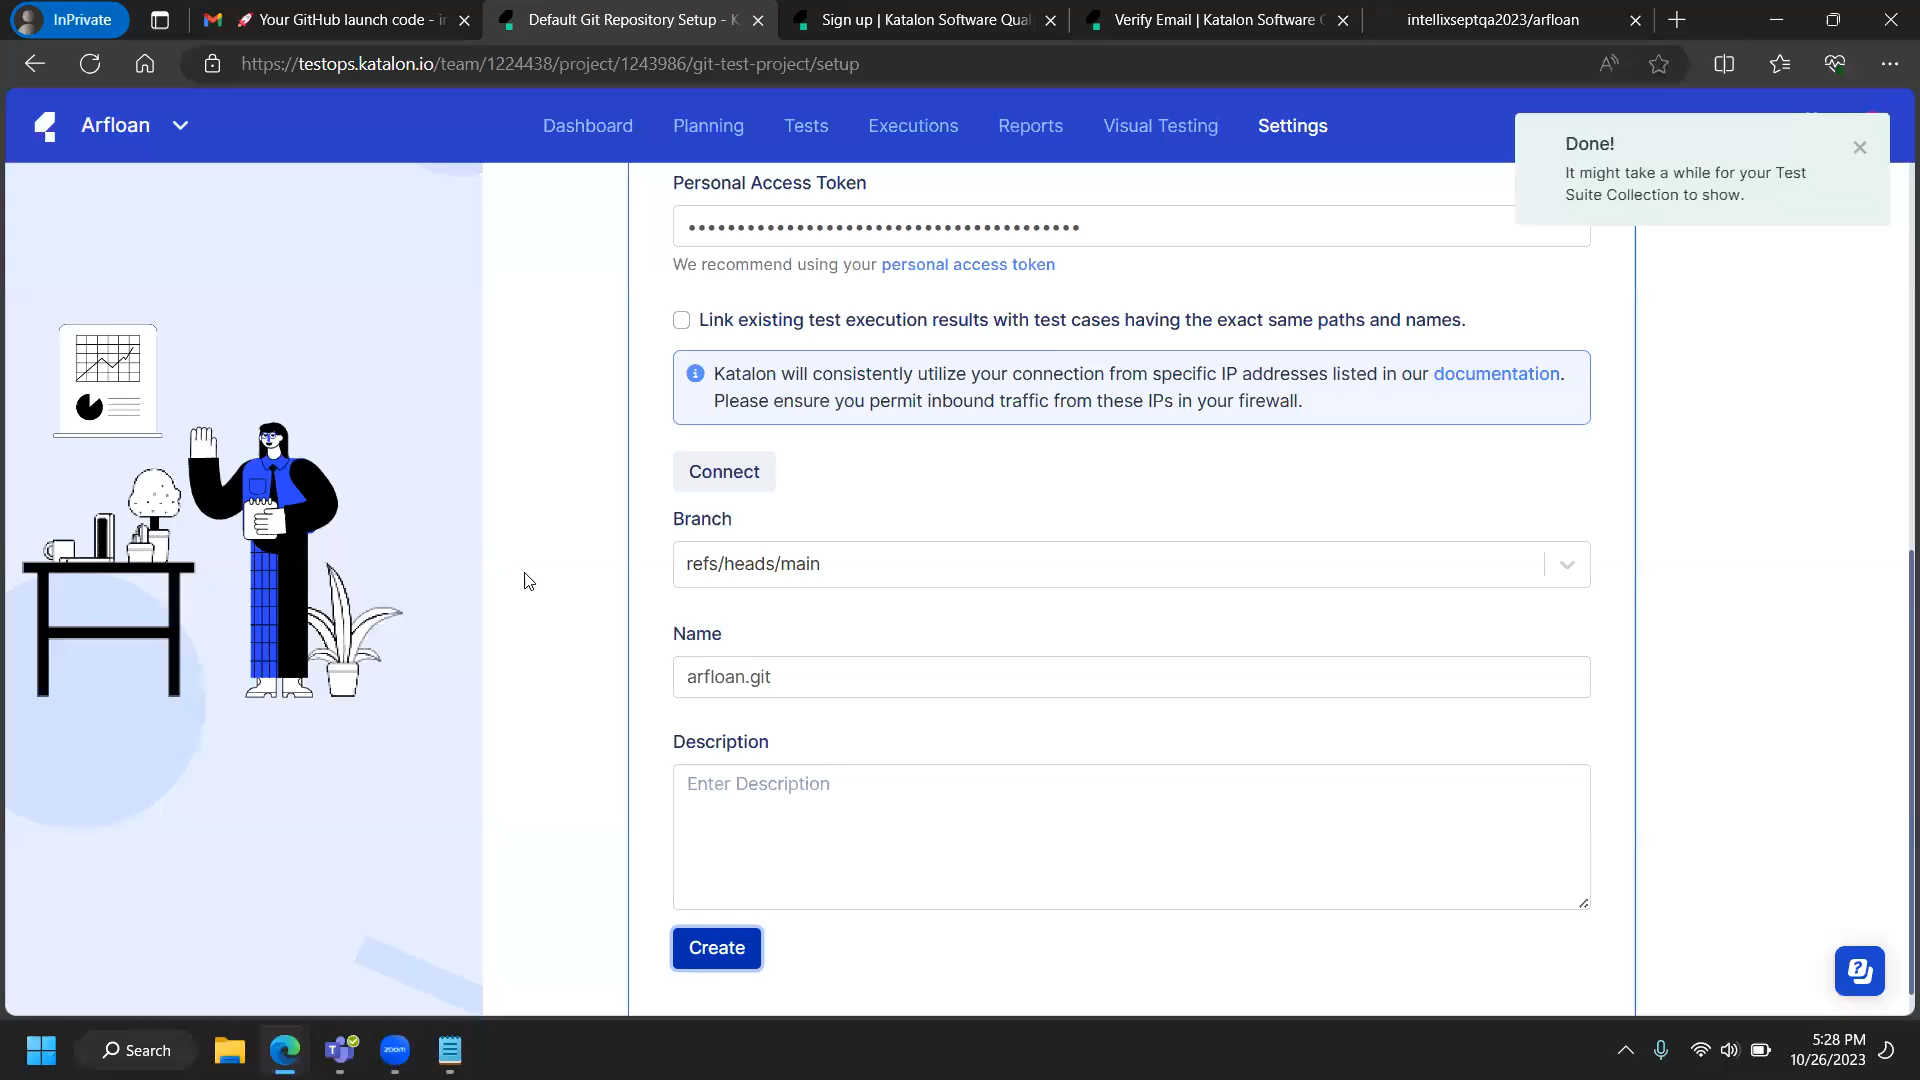 InPrivate
Your GitHub launch code - i
Default Git Repository Setup - K
Sign up | Katalon Software Qual
Verify Email | Katalon Software
intellixseptqa2023/arfloan
https://testops.katalon.io/team/1224438/project/1243986/git-test-project/setup
Arfloan
Dashboard
Planning
Tests
Executions
Reports
Visual Testing
Settings
Done!
It might take a while for your Test
Suite Collection to show.
Personal Access Token
We recommend using your personal access token
Link existing test execution results with test cases having the exact same paths and names.
Katalon will consistently utilize your connection from specific IP addresses listed in our documentation.
Please ensure you permit inbound traffic from these IPs in your firewall.
Connect
Branch
refs/heads/main
Name
arfloan.git
Description
Enter Description
Create
Search
zoom
5:28 PM
10/26/2023